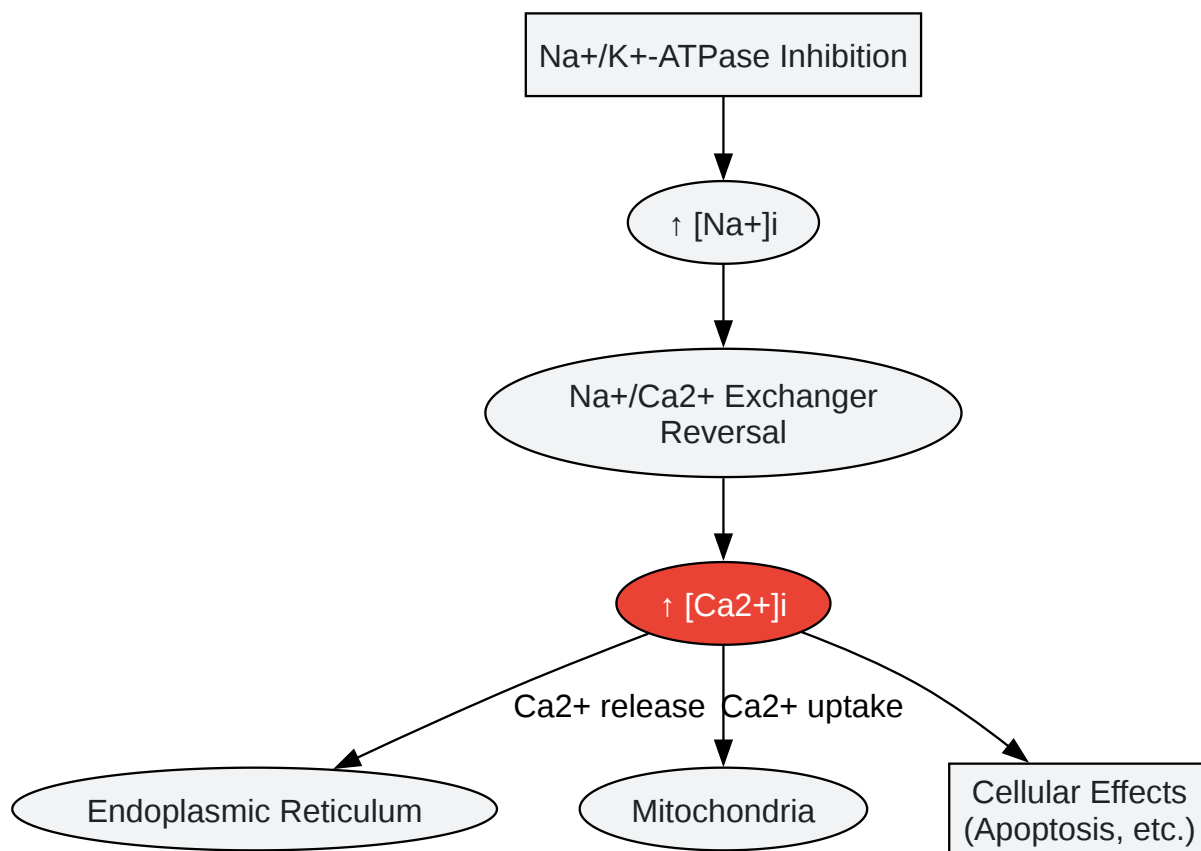 Na+/K+-ATPase Inhibition
↑ [Na+]i
Na+/Ca2+ Exchanger
Reversal
↑ [Ca2+]i
Ca2+ release
Ca2+ uptake
Endoplasmic Reticulum
Mitochondria
Cellular Effects
(Apoptosis, etc.)